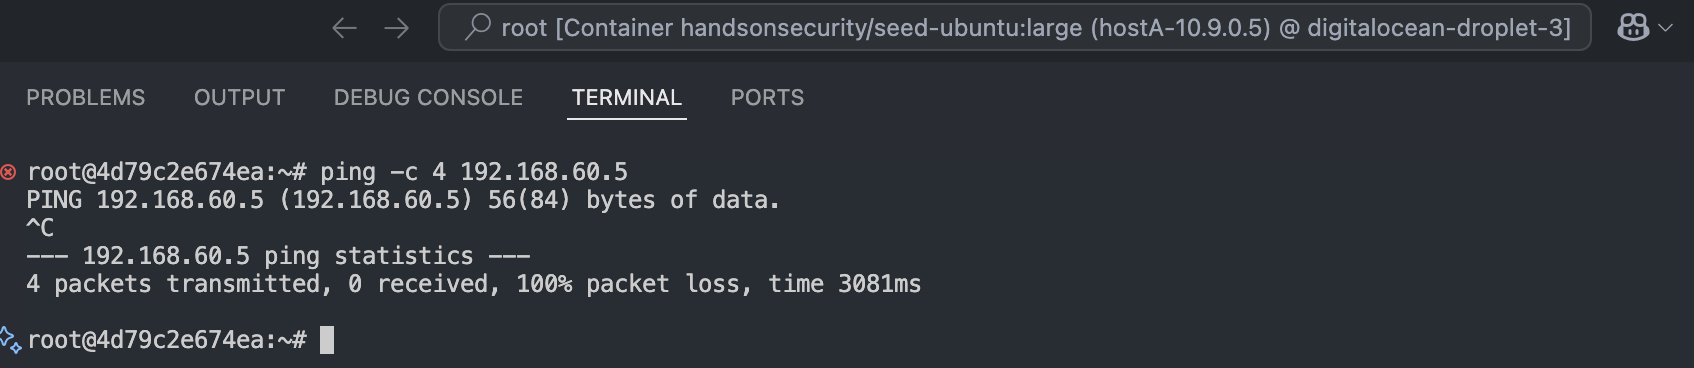 root [Container handsonsecurity/seed-ubuntu:large (hostA-10.9.0.5) @ digitalocean-droplet-3]
PROBLEMS OUTPUT DEBUG CONSOLE TERMINAL PORTS
root@4d79c2e674ea:~# ping -c 4 192.168.60.5
PING 192.168.60.5 (192.168.60.5) 56(84) bytes of data.
^C
--- 192.168.60.5 ping statistics ---
4 packets transmitted, 0 received, 100% packet loss, time 3081ms
root@4d79c2e674ea:~#